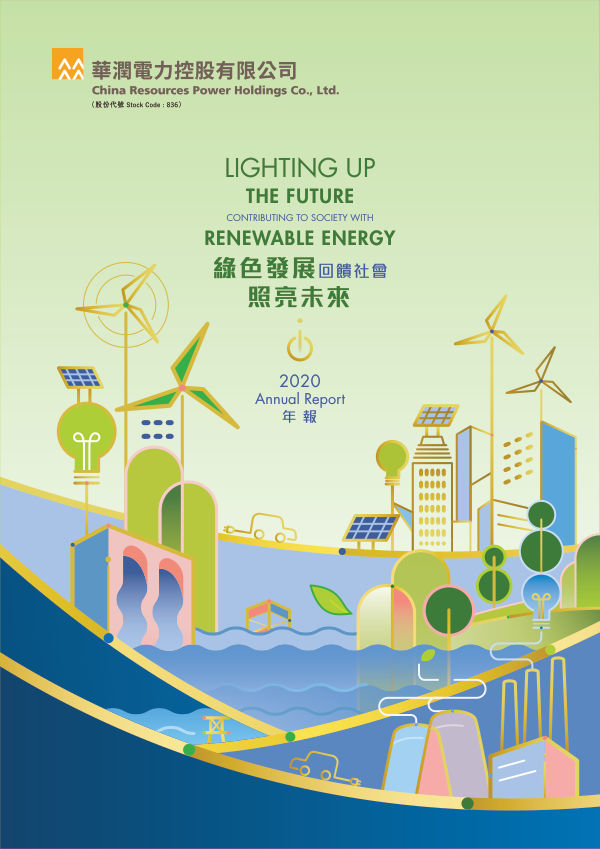 華潤電力控股有限公司
China Resources Power Holdings Co., Ltd.
(股份代號 Stock Code : 836)
LIGHTING UP
THE FUTURE
CONTRIBUTING TO SOCIETY WITH
RENEWABLE ENERGY
綠色發展回饋社會
照亮未來
2020
Annual Report
年報